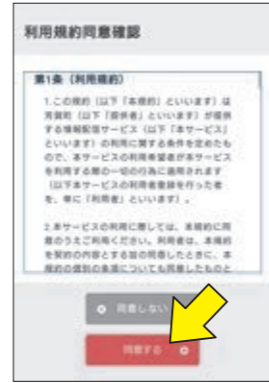 利用規約同意確認
第1条（利用規約）
1.この規約（以下「本規約」といいます）は
芳賀町（以下「提供者」といいます）が提供
する情報配信サービス（以下「本サービス」
といいます）の利用に関する条件を定めたも
ので、本サービスの利用希望者が本サービス
を利用する際の一切の行為に適用されます
（以下本サービスの利用者登録を行った者
を、単に「利用者」といいます）。
2.本サービスの利用に際しては、本規約に同
意のうえご利用ください。利用者は、本規約
を契約の内容とする旨の同意したときに、本
規約の個別の条項についても同意したものと
同意しない
同意する